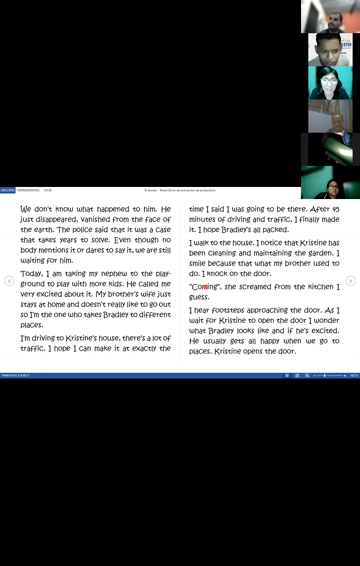 ARCHIVO HERRAMIENTAS VISTA
We don't know what happened to him. He
just disappeared, vanished from the face of
the earth. The police said that it was a case
that takes years to solve. Even though no
body mentions it or dares to say it, we are still
waiting for him.
Today, I am taking my nephew to the play-
ground to play with more kids. He called me
very excited about it. My brother's wife just
stays at home and doesn't really like to go out
so I'm the one who takes Bradley to different
places.
I'm driving to Kristine's house, there's a lot of
traffic. I hope I can make it at exactly the
time I said I was going to be there. After 45
minutes of driving and traffic, I finally made
it. I hope Bradley's all packed.
I walk to the house. I notice that Kristine has
been cleaning and maintaining the garden. I
smile because that what my brother used to
do. I knock on the door.
"Coming", she screamed from the kitchen I
guess.
I hear footsteps approaching the door. As I
wait for Kristine to open the door I wonder
what Bradley looks like and if he's excited.
He usually gets all happy when we go to
places. Kristine opens the door.